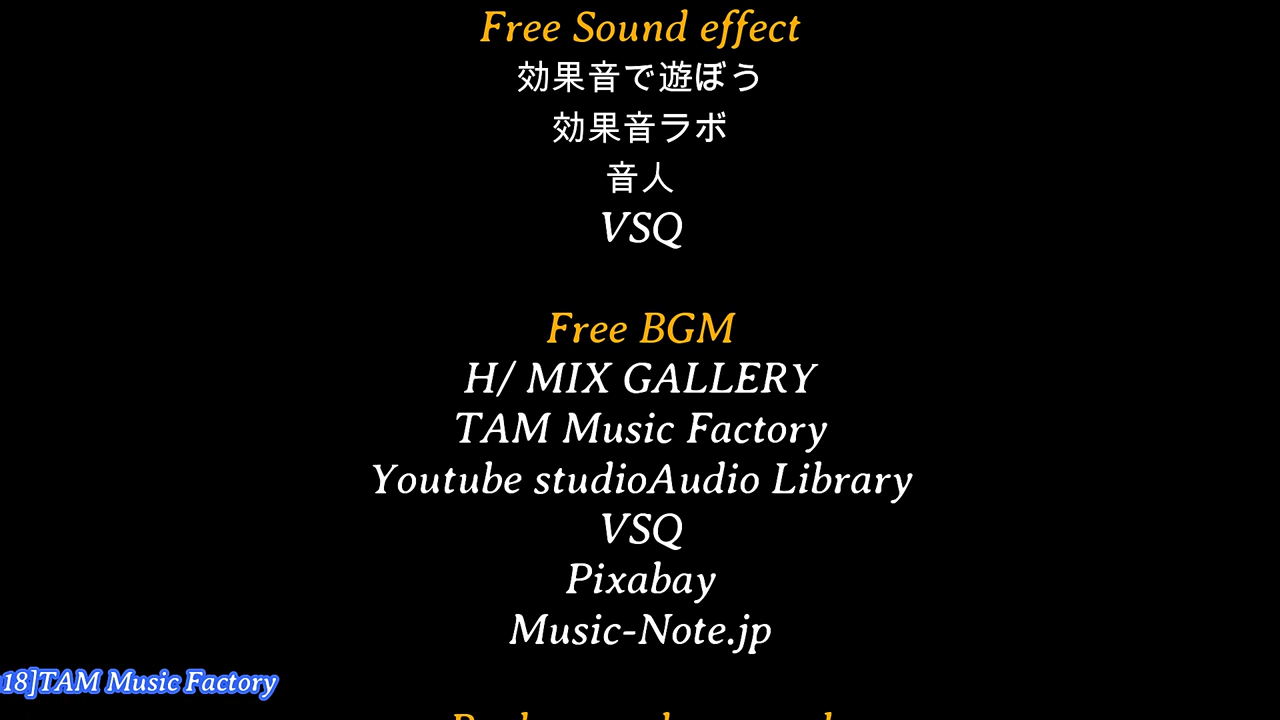 Free Sound effect
効果音で遊ぼう
効果音ラボ
音人
VSQ
Free BGM
H/ MIX GALLERY
TAM Music Factory
Youtube studioAudio Library
VSQ
Pixabay
Music-Note.jp
18]TAM Music Factory